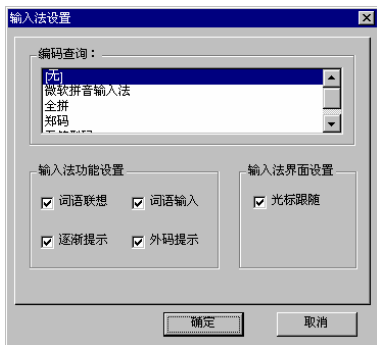 输入法设置
编码查询：
[无]
微软拼音输入法
全拼
郑码
输入法功能设置
词语联想 词语输入
逐渐提示 外码提示
输入法界面设置
光标跟随
确定 取消